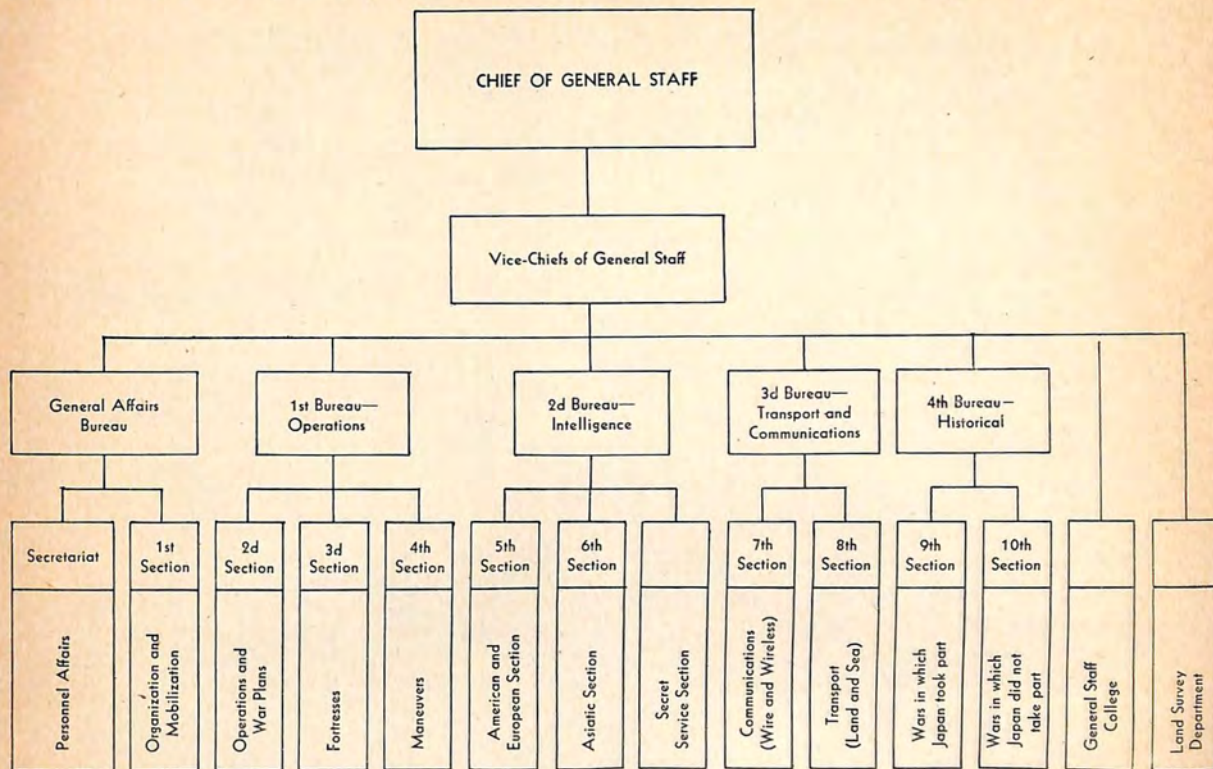 CHIEF OF GENERAL STAFF
Vice-Chiefs of General Staff
General Affairs
Bureau
1st Bureau—
Operations
2d Bureau—
Intelligence
3d Bureau—
Transport and
Communications
4th Bureau—
Historical
Secretariat
1st
Section
2d
Section
3d
Section
4th
Section
5th
Section
6th
Section
7th
Section
8th
Section
9th
Section
10th
Section
Personnel Affairs
Organization and
Mobilization
Operations and
War Plans
Fortresses
Maneuvers
American and
European Section
Asiatic Section
Secret
Service Section
Communications
(Wire and Wireless)
Transport
(Land and Sea)
Wars in which
Japan took part
Wars in which
Japan did not
take part
General Staff
College
Land Survey
Department